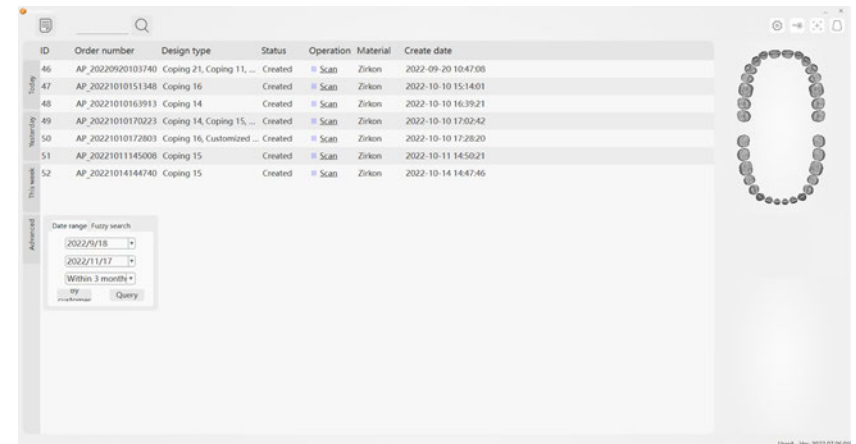 ID Order number Design type Status Operation Material Create date
46 AP_20220920103740 Coping 21, Coping 11, ... Created Scan Zirkon 2022-09-20 10:47:08
47 AP_20221010151348 Coping 16 Created Scan Zirkon 2022-10-10 15:14:01
48 AP_20221010163913 Coping 14 Created Scan Zirkon 2022-10-10 16:39:21
49 AP_20221010170223 Coping 14, Coping 15, ... Created Scan Zirkon 2022-10-10 17:02:42
50 AP_20221010172803 Coping 16, Customized ... Created Scan Zirkon 2022-10-10 17:28:20
51 AP_20221011145008 Coping 15 Created Scan Zirkon 2022-10-11 14:50:21
52 AP_20221014144740 Coping 15 Created Scan Zirkon 2022-10-14 14:47:46
Today
Yesterday
This week
Advanced
Date range Fuzzy search
2022/9/18
2022/11/17
Within 3 month
by customer Query